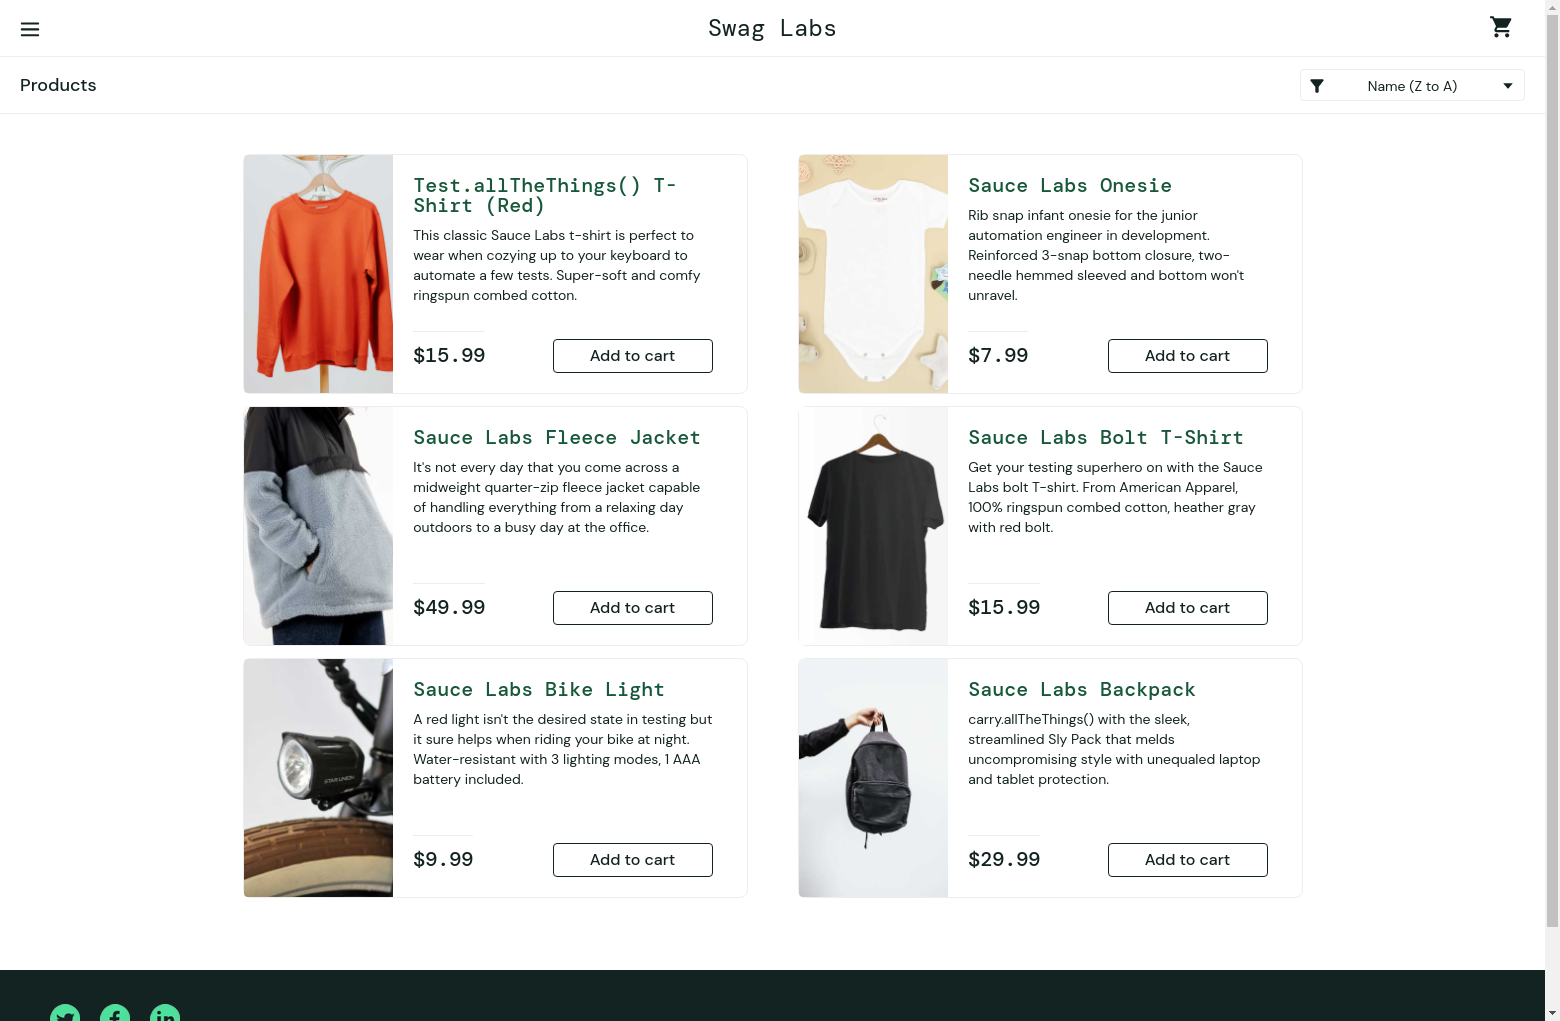 Swag Labs
Products
Name (Z to A)
Test.allTheThings() T-
Shirt (Red)
This classic Sauce Labs t-shirt is perfect to
wear when cozying up to your keyboard to
automate a few tests. Super-soft and comfy
ringspun combed cotton.
$15.99
Add to cart
Sauce Labs Onesie
Rib snap infant onesie for the junior
automation engineer in development.
Reinforced 3-snap bottom closure, two-
needle hemmed sleeved and bottom won't
unravel.
$7.99
Add to cart
Sauce Labs Fleece Jacket
It's not every day that you come across a
midweight quarter-zip fleece jacket capable
of handling everything from a relaxing day
outdoors to a busy day at the office.
$49.99
Add to cart
Sauce Labs Bolt T-Shirt
Get your testing superhero on with the Sauce
Labs bolt T-shirt. From American Apparel,
100% ringspun combed cotton, heather gray
with red bolt.
$15.99
Add to cart
STAR UNION
Sauce Labs Bike Light
A red light isn't the desired state in testing but
it sure helps when riding your bike at night.
Water-resistant with 3 lighting modes, 1 AAA
battery included.
$9.99
Add to cart
Sauce Labs Backpack
carry.allTheThings() with the sleek,
streamlined Sly Pack that melds
uncompromising style with unequaled laptop
and tablet protection.
$29.99
Add to cart